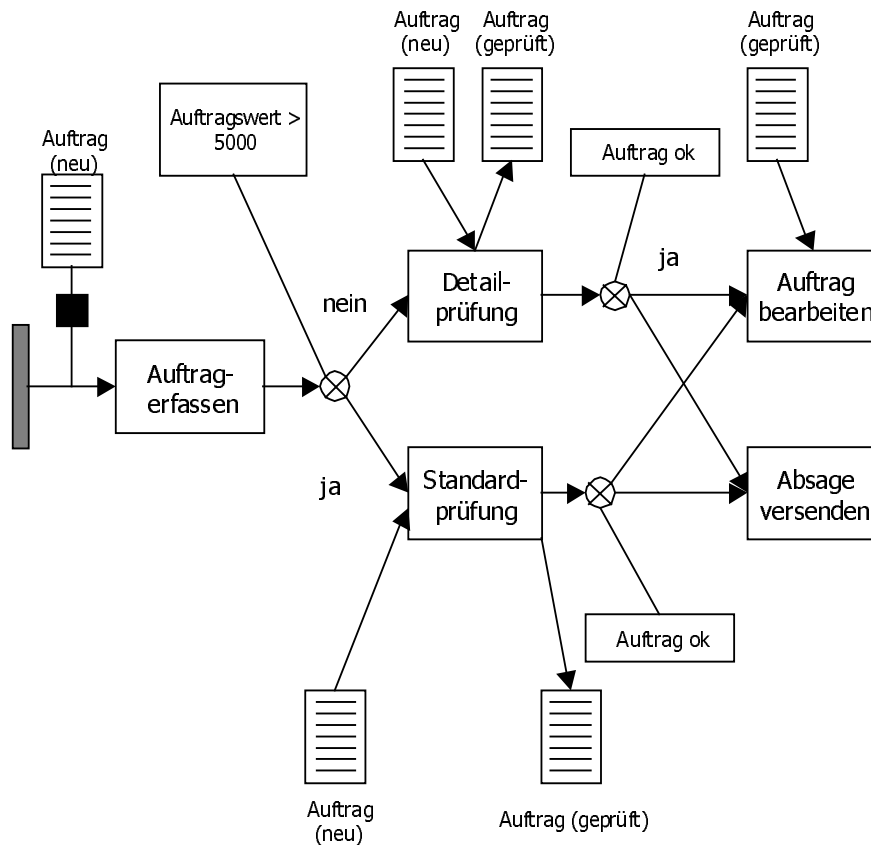 Auftrag
(neu)
Auftrag
(geprüft)
Auftrag
(geprüft)
Auftragswert >
5000
Auftrag
(neu)
Auftrag ok
nein
Detail-
prüfung
ja
Auftrag
bearbeiten
Auftrag-
erfassen
ja
Standard-
prüfung
Absage
versenden
Auftrag ok
Auftrag
(neu)
Auftrag (geprüft)